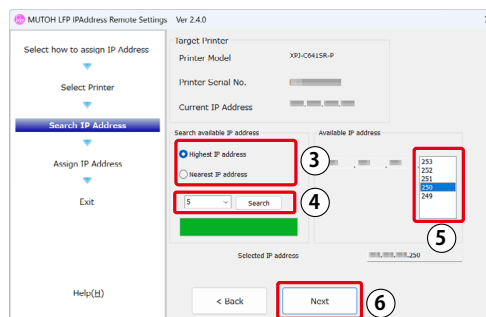 MUTOH LFP IPAddress Remote Settings Ver 2.4.0
Select how to assign IP Address
Select Printer
Search IP Address
Assign IP Address
Exit
Help(H)
Target Printer
Printer Model XPJ-C641SR-P
Printer Serial No.
Current IP Address
Search available IP address
Highest IP address
Nearest IP address
3
5 Search
4
Available IP address
253
252
251
250
249
5
Selected IP address .250
< Back Next
6